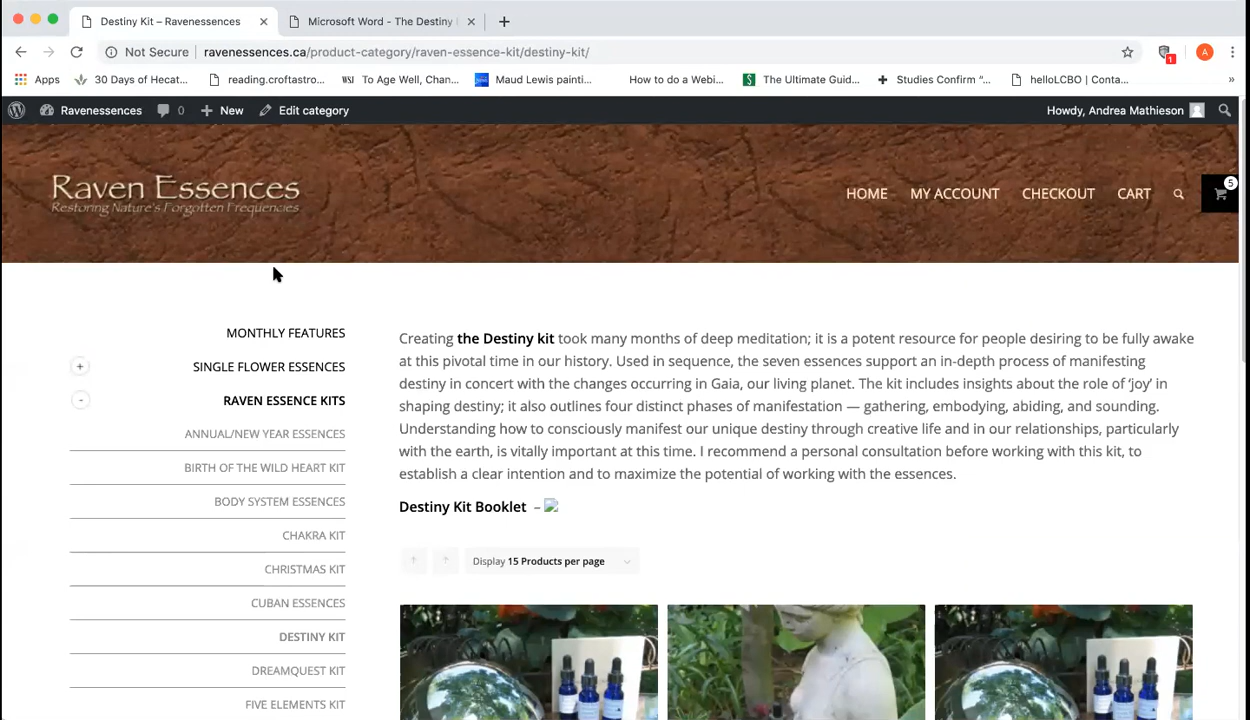 Destiny Kit – Ravenessences
Microsoft Word - The Destiny
Not Secure
ravenessences.ca/product-category/raven-essence-kit/destiny-kit/
1
A
Apps
30 Days of Hecat...
reading.croftastro...
WSJ
To Age Well, Chan...
Maud Lewis painti...
How to do a Webi...
S
The Ultimate Guid...
Studies Confirm “...
helloLCBO | Conta...
Ravenessences
0
New
Edit category
Howdy, Andrea Mathieson
Raven Essences
Restoring Nature's Forgotten Frequencies
HOME
MY ACCOUNT
CHECKOUT
CART
5
MONTHLY FEATURES
SINGLE FLOWER ESSENCES
RAVEN ESSENCE KITS
ANNUAL/NEW YEAR ESSENCES
BIRTH OF THE WILD HEART KIT
BODY SYSTEM ESSENCES
CHAKRA KIT
CHRISTMAS KIT
CUBAN ESSENCES
DESTINY KIT
DREAMQUEST KIT
FIVE ELEMENTS KIT
Creating the Destiny kit took many months of deep meditation; it is a potent resource for people desiring to be fully awake
at this pivotal time in our history. Used in sequence, the seven essences support an in-depth process of manifesting
destiny in concert with the changes occurring in Gaia, our living planet. The kit includes insights about the role of ‘joy’ in
shaping destiny; it also outlines four distinct phases of manifestation — gathering, embodying, abiding, and sounding.
Understanding how to consciously manifest our unique destiny through creative life and in our relationships, particularly
with the earth, is vitally important at this time. I recommend a personal consultation before working with this kit, to
establish a clear intention and to maximize the potential of working with the essences.
Destiny Kit Booklet –
Display 15 Products per page